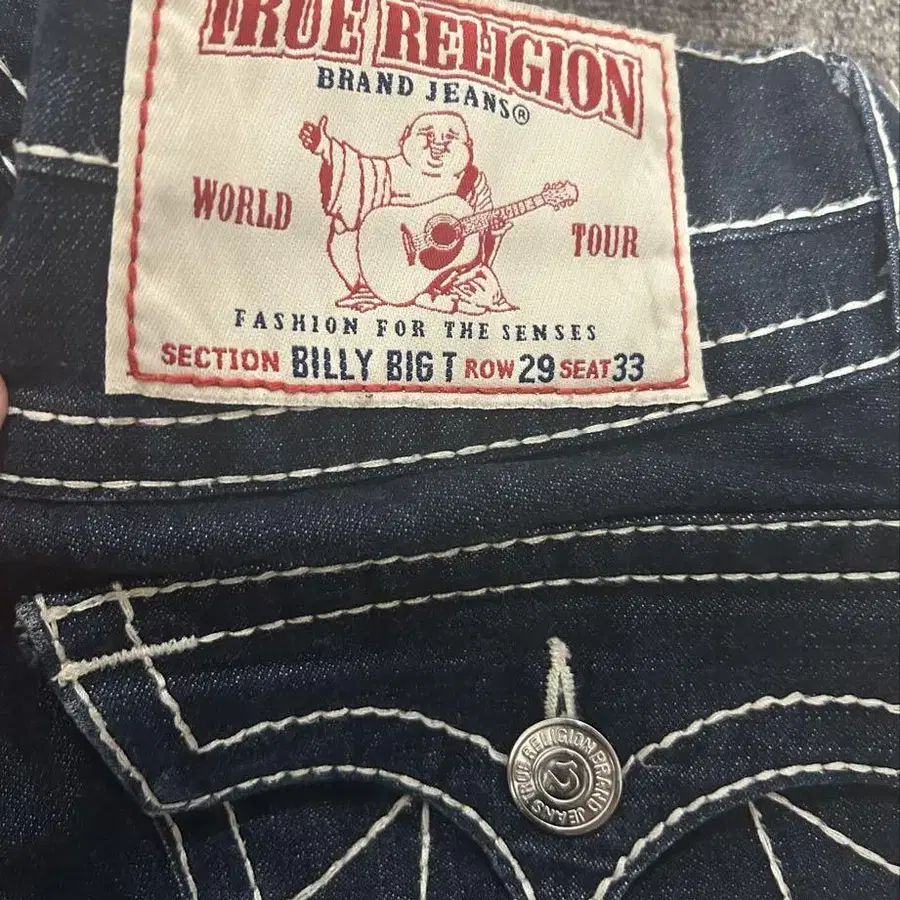 TRUE RELIGION
BRAND JEANS®
WORLD TOUR
FASHION FOR THE SENSES
SECTION BILLY BIG T ROW 29 SEAT 33
TRUE RELIGION BRAND JEANS